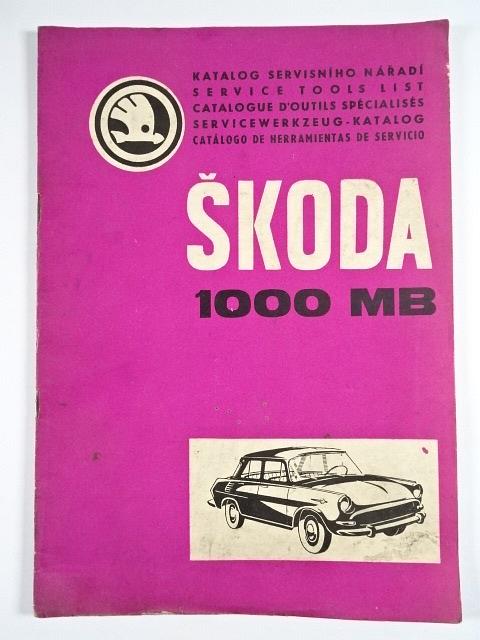 KATALOG SERVISNÍHO NÁŘADÍ
SERVICE TOOLS LIST
CATALOGUE D'OUTILS SPÉCIALISÉS
SERVICEWERKZEUG-KATALOG
CATÁLOGO DE HERRAMIENTAS DE SERVICIO
ŠKODA
1000 MB